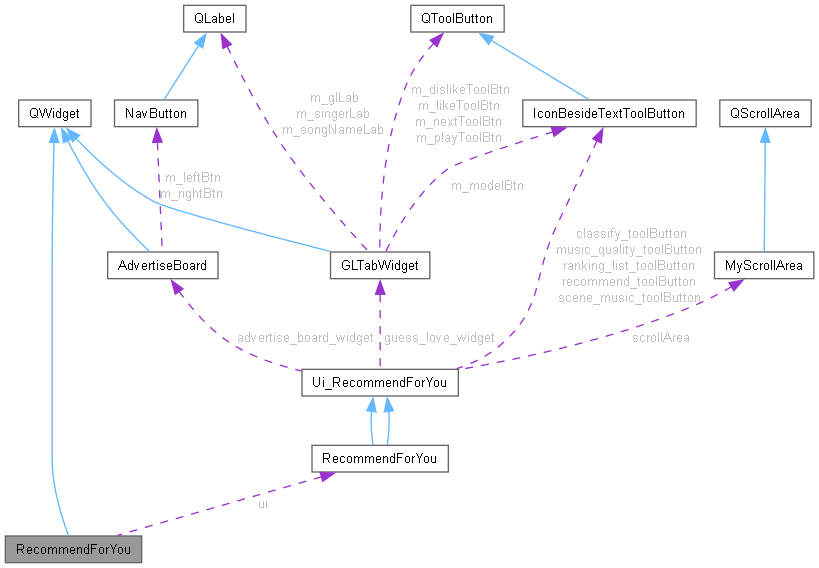 QLabel
QToolButton
m_glLab
m_singerLab
m_songNameLab
m_dislikeToolBtn
m_likeToolBtn
m_nextToolBtn
m_playToolBtn
QWidget
NavButton
IconBesideTextToolButton
QScrollArea
m_leftBtn
m_rightBtn
m_modelBtn
classify_toolButton
music_quality_toolButton
ranking_list_toolButton
recommend_toolButton
scene_music_toolButton
AdvertiseBoard
GLTabWidget
MyScrollArea
advertise_board_widget
guess_love_widget
scrollArea
Ui_RecommendForYou
RecommendForYou
ui
RecommendForYou